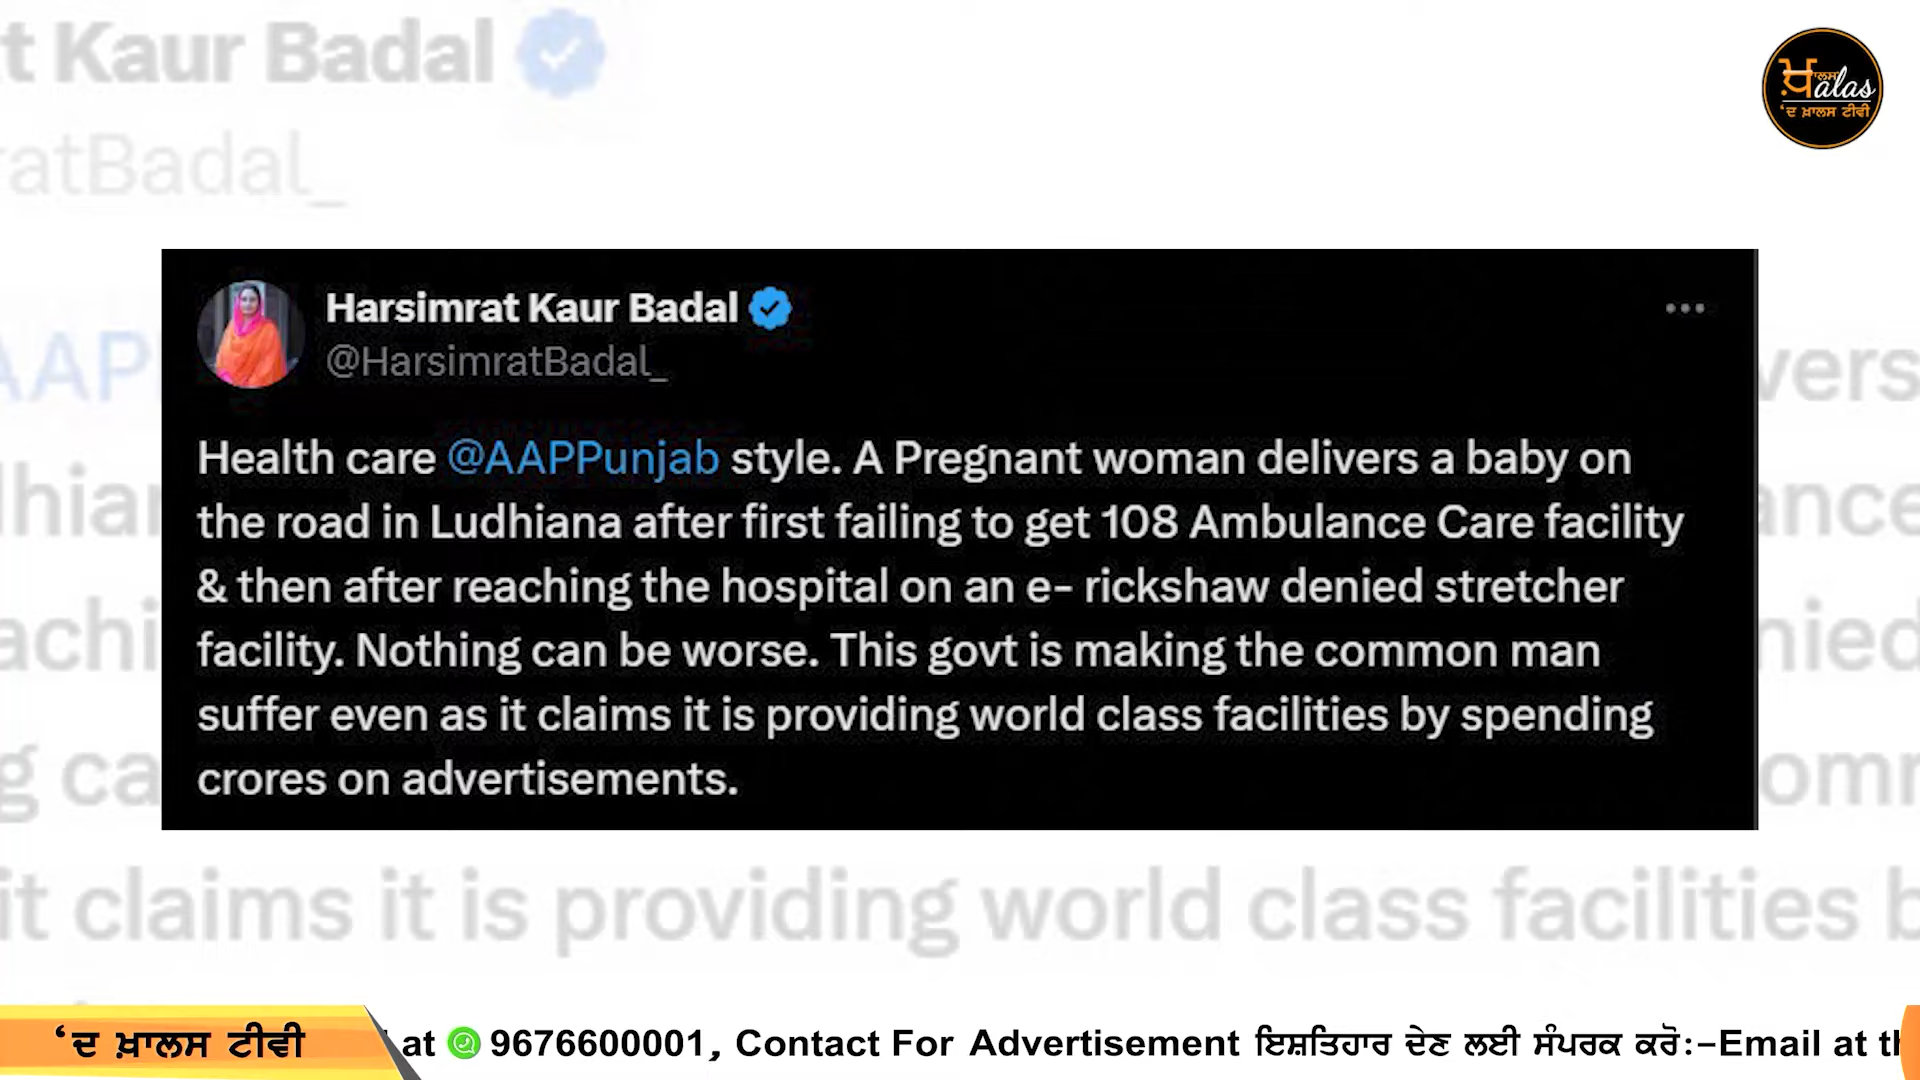 t Kaur Badal
ratBadal_
ਖ਼ਾਲਸ
alas
‘ਦ ਖ਼ਾਲਸ ਟੀਵੀ
Harsimrat Kaur Badal
@HarsimratBadal_
Health care @AAPPunjab style. A Pregnant woman delivers a baby on
the road in Ludhiana after first failing to get 108 Ambulance Care facility
& then after reaching the hospital on an e- rickshaw denied stretcher
facility. Nothing can be worse. This govt is making the common man
suffer even as it claims it is providing world class facilities by spending
crores on advertisements.
it claims it is providing world class facilities b
‘ਦ ਖ਼ਾਲਸ ਟੀਵੀ
at 9676600001, Contact For Advertisement ਇਸ਼ਤਿਹਾਰ ਦੇਣ ਲਈ ਸੰਪਰਕ ਕਰੋ:-Email at th